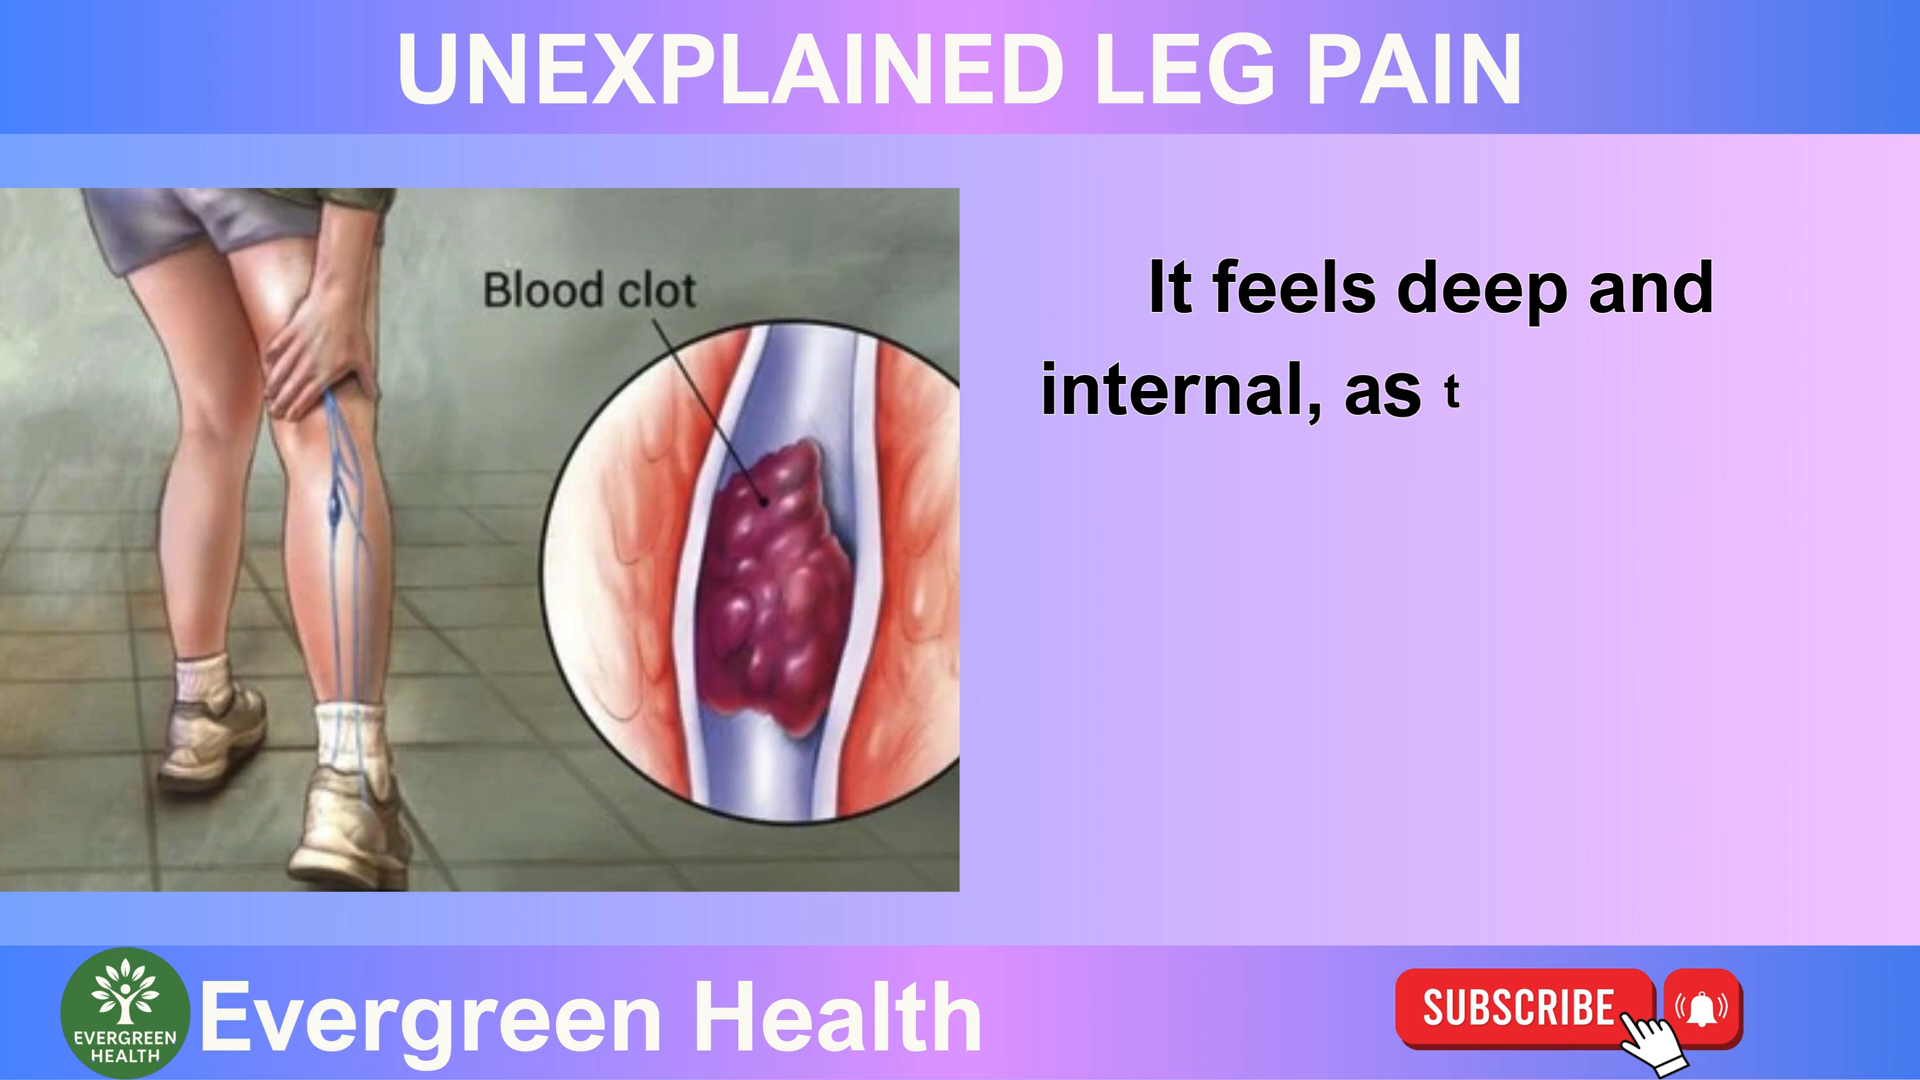 UNEXPLAINED LEG PAIN
Blood clot
It feels deep and
internal, as t
EVERGREEN
HEALTH
Evergreen Health
SUBSCRIBE